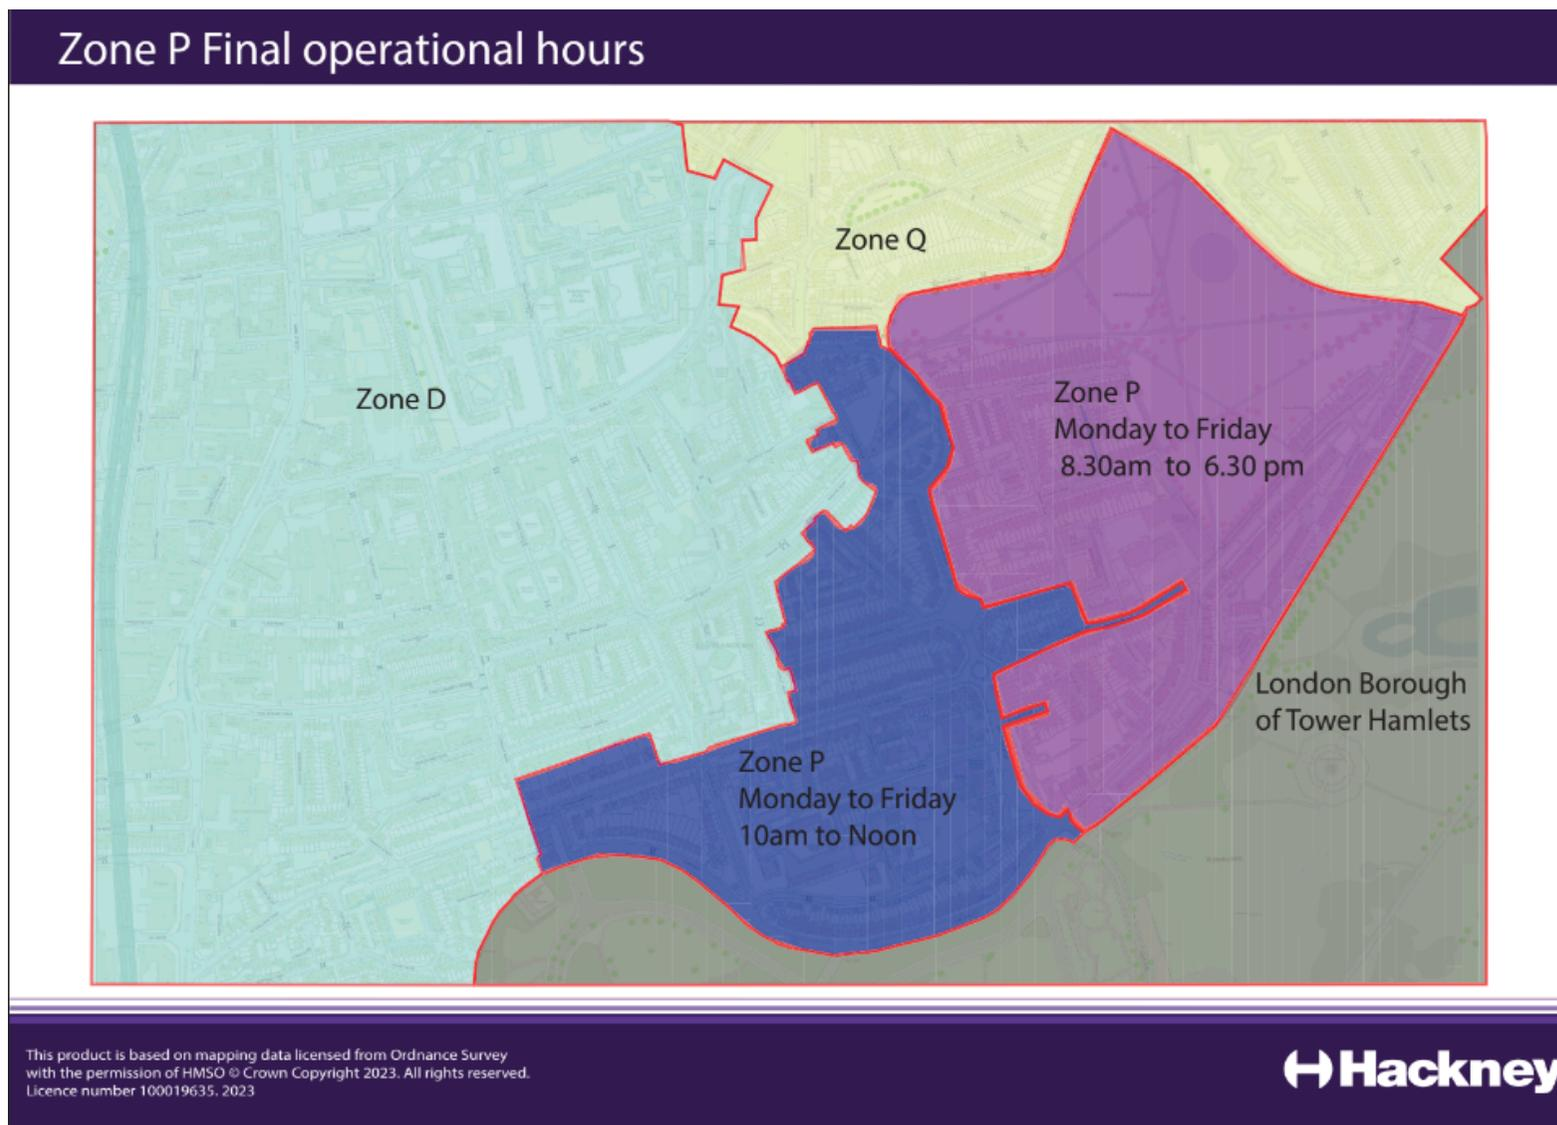 Zone P Final operational hours
Zone Q
Zone D
Zone P
Monday to Friday
8.30am to 6.30 pm
London Borough
of Tower Hamlets
Zone P
Monday to Friday
10am to Noon
This product is based on mapping data licensed from Ordnance Survey
with the permission of HMSO © Crown Copyright 2023. All rights reserved.
Licence number 100019635. 2023
Hackney